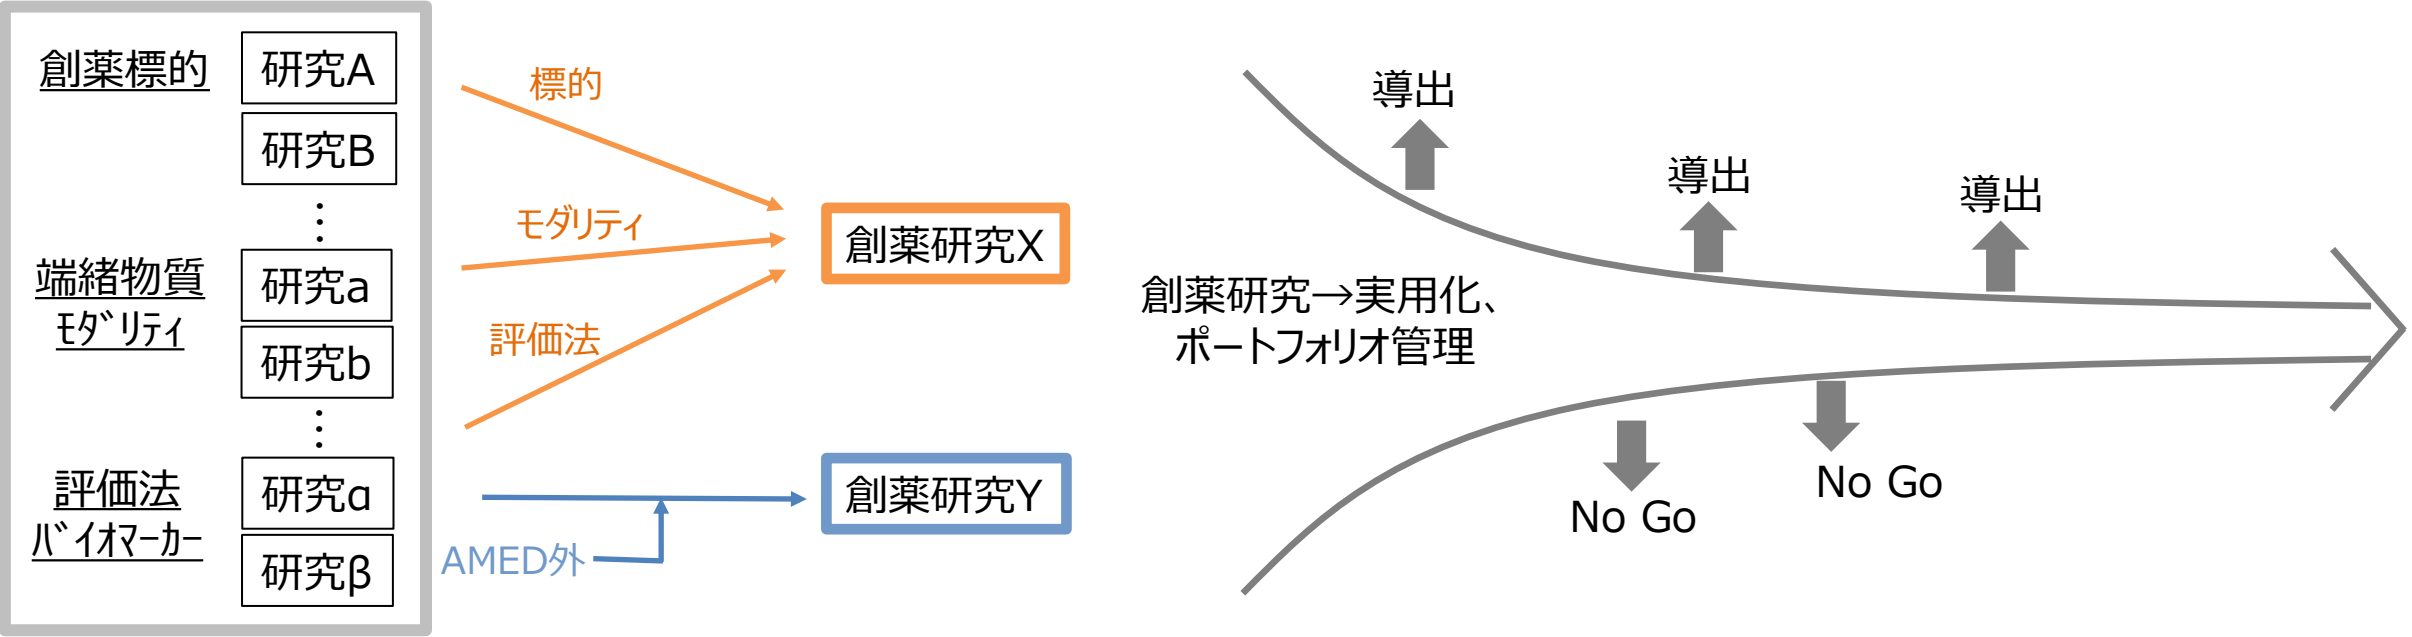 創薬標的
研究A
研究B
⋮
端緒物質
ﾓﾀﾞﾘﾃｨ
研究a
研究b
⋮
評価法
ﾊﾞｲｵﾏｰｶｰ
研究α
研究β
標的
モダリティ
評価法
AMED外
創薬研究X
創薬研究Y
導出
導出
導出
創薬研究→実用化、
ポートフォリオ管理
No Go
No Go